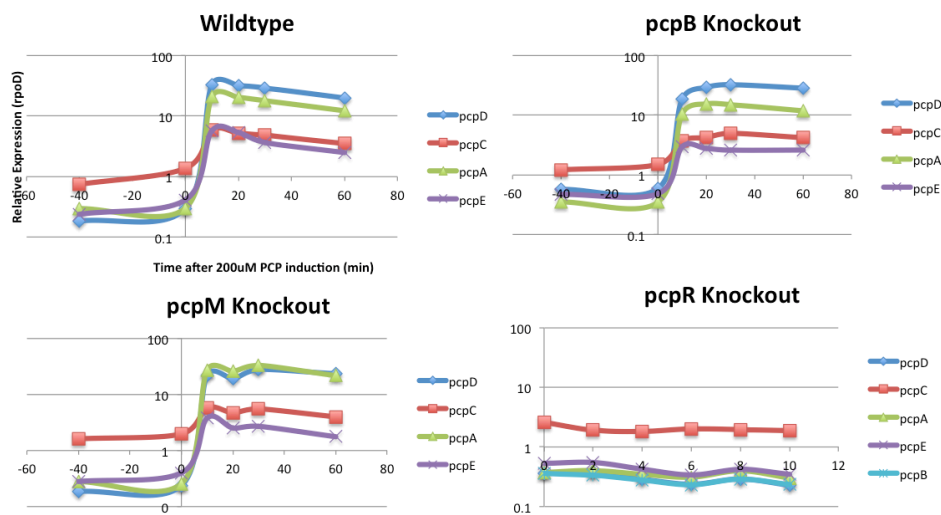 Wildtype
Relative Expression (rpoD)
100
10
1
0.1
-60 -40 -20 0 20 40 60 80
Time after 200uM PCP induction (min)
pcpD
pcpC
pcpA
pcpE
pcpB Knockout
100
10
1
0.1
-60 -40 -20 0 20 40 60 80
pcpD
pcpC
pcpA
pcpE
pcpM Knockout
100
10
1
0
-60 -40 -20 0 20 40 60 80
pcpD
pcpC
pcpA
pcpE
pcpR Knockout
100
10
1
0.1
0 2 4 6 8 10 12
pcpD
pcpC
pcpA
pcpE
pcpB